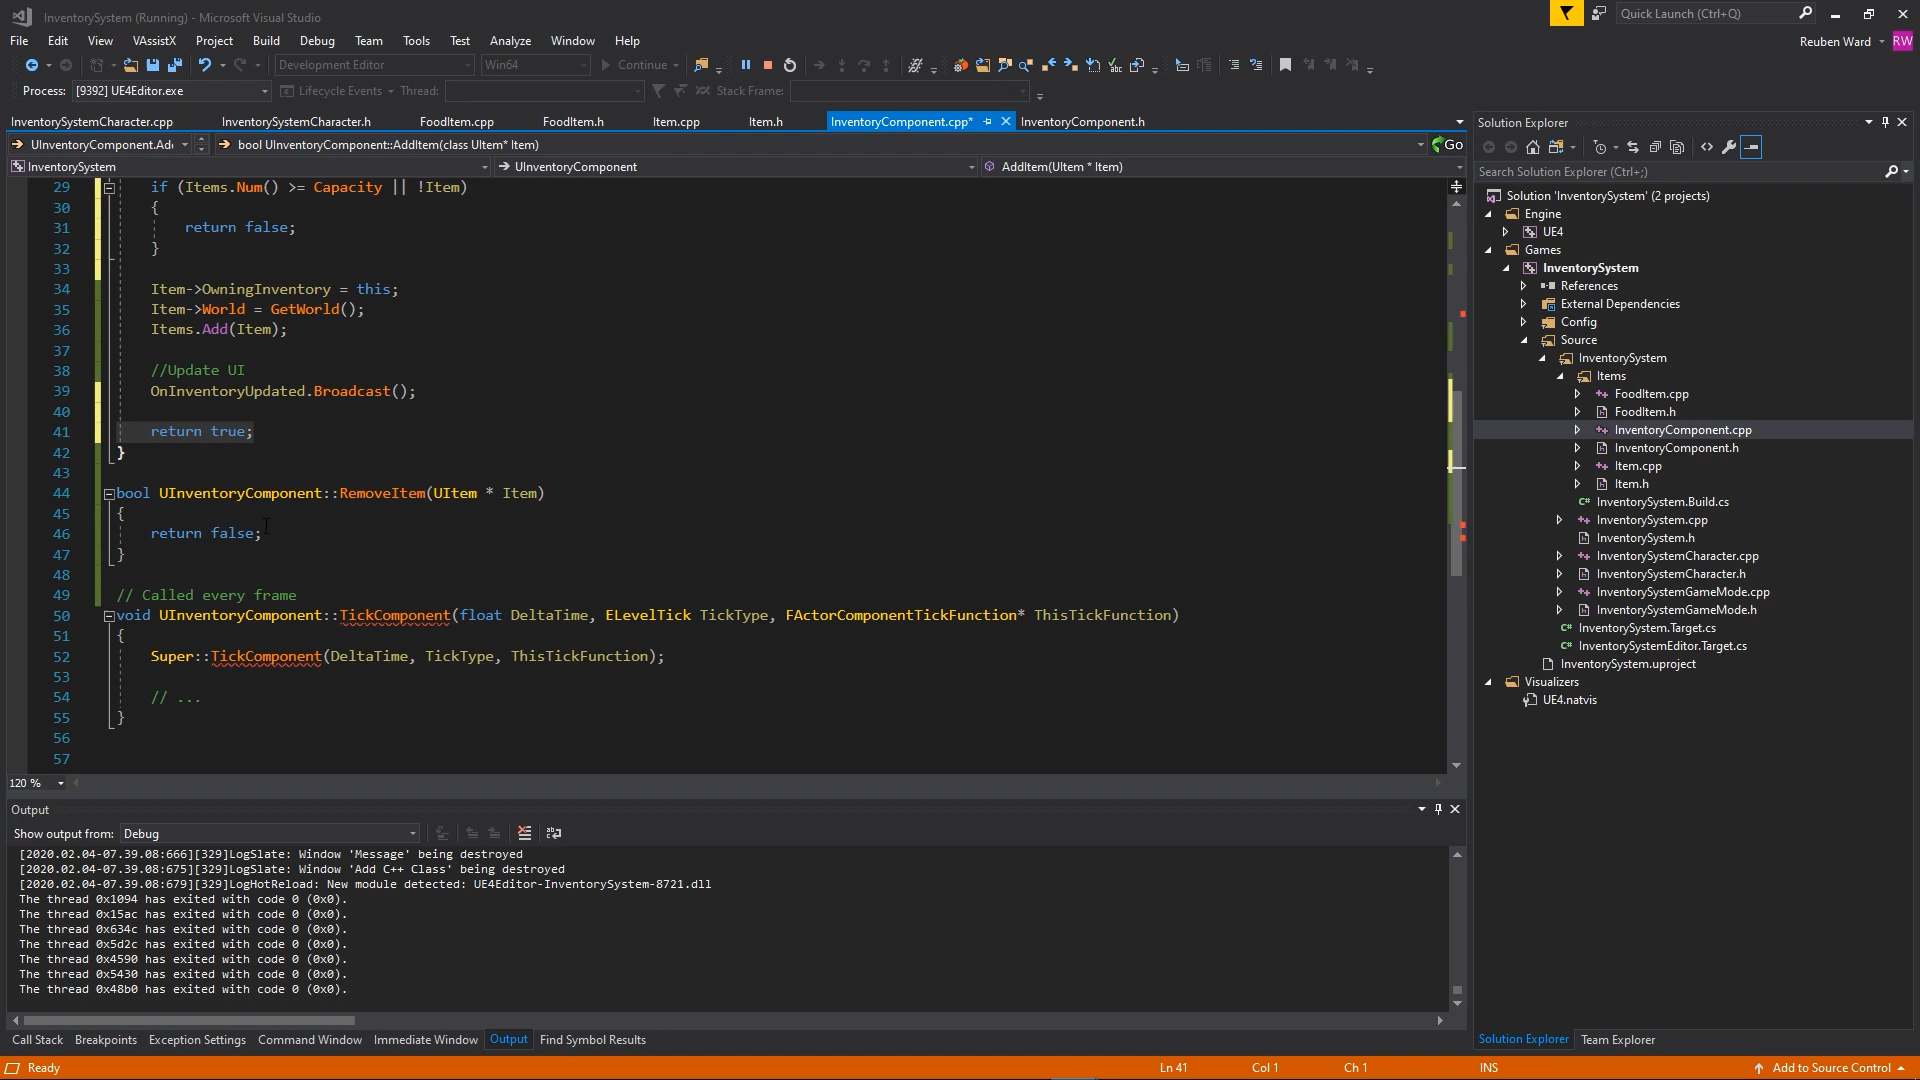 InventorySystem (Running) - Microsoft Visual Studio
Quick Launch (Ctrl+Q)
File Edit View VAssistX Project Build Debug Team Tools Test Analyze Window Help
Reuben Ward RW
Development Editor Win64 Continue
Process: [9392] UE4Editor.exe Lifecycle Events Thread: Stack Frame:
InventorySystemCharacter.cpp InventorySystemCharacter.h FoodItem.cpp FoodItem.h Item.cpp Item.h InventoryComponent.cpp* InventoryComponent.h
UInventoryComponent.Ad bool UInventoryComponent::AddItem(class UItem* Item) Go
InventorySystem UInventoryComponent AddItem(UItem * Item)
29 if (Items.Num() >= Capacity || !Item)
30 {
31 return false;
32 }
33
34 Item->OwningInventory = this;
35 Item->World = GetWorld();
36 Items.Add(Item);
37
38 //Update UI
39 OnInventoryUpdated.Broadcast();
40
41 return true;
42 }
43
44 bool UInventoryComponent::RemoveItem(UItem * Item)
45 {
46 return false;
47 }
48
49 // Called every frame
50 void UInventoryComponent::TickComponent(float DeltaTime, ELevelTick TickType, FActorComponentTickFunction* ThisTickFunction)
51 {
52 Super::TickComponent(DeltaTime, TickType, ThisTickFunction);
53
54 // ...
55 }
56
57
120 %
Output
Show output from: Debug
[2020.02.04-07.39.08:666][329]LogSlate: Window 'Message' being destroyed
[2020.02.04-07.39.08:675][329]LogSlate: Window 'Add C++ Class' being destroyed
[2020.02.04-07.39.08:679][329]LogHotReload: New module detected: UE4Editor-InventorySystem-8721.dll
The thread 0x1094 has exited with code 0 (0x0).
The thread 0x15ac has exited with code 0 (0x0).
The thread 0x634c has exited with code 0 (0x0).
The thread 0x5d2c has exited with code 0 (0x0).
The thread 0x4590 has exited with code 0 (0x0).
The thread 0x5430 has exited with code 0 (0x0).
The thread 0x48b0 has exited with code 0 (0x0).
Call Stack Breakpoints Exception Settings Command Window Immediate Window Output Find Symbol Results
Solution Explorer
Search Solution Explorer (Ctrl+;)
Solution 'InventorySystem' (2 projects)
Engine
UE4
Games
InventorySystem
References
External Dependencies
Config
Source
InventorySystem
Items
FoodItem.cpp
FoodItem.h
InventoryComponent.cpp
InventoryComponent.h
Item.cpp
Item.h
InventorySystem.Build.cs
InventorySystem.cpp
InventorySystem.h
InventorySystemCharacter.cpp
InventorySystemCharacter.h
InventorySystemGameMode.cpp
InventorySystemGameMode.h
InventorySystem.Target.cs
InventorySystemEditor.Target.cs
InventorySystem.uproject
Visualizers
UE4.natvis
Solution Explorer Team Explorer
Ready Ln 41 Col 1 Ch 1 INS Add to Source Control